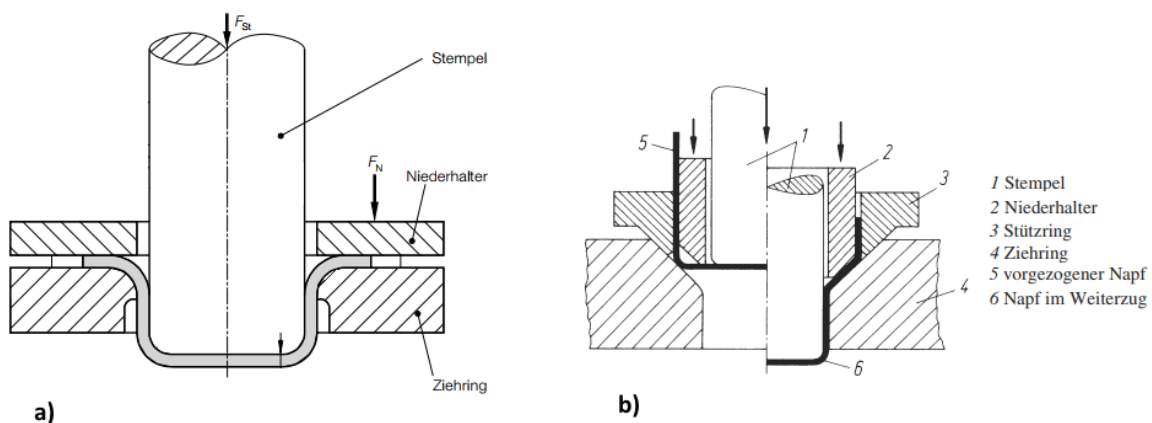 F_St
Stempel
F_N
Niederhalter
Ziehring
a)
5
1
2
3
4
6
1 Stempel
2 Niederhalter
3 Stützring
4 Ziehring
5 vorgezogener Napf
6 Napf im Weiterzug
b)